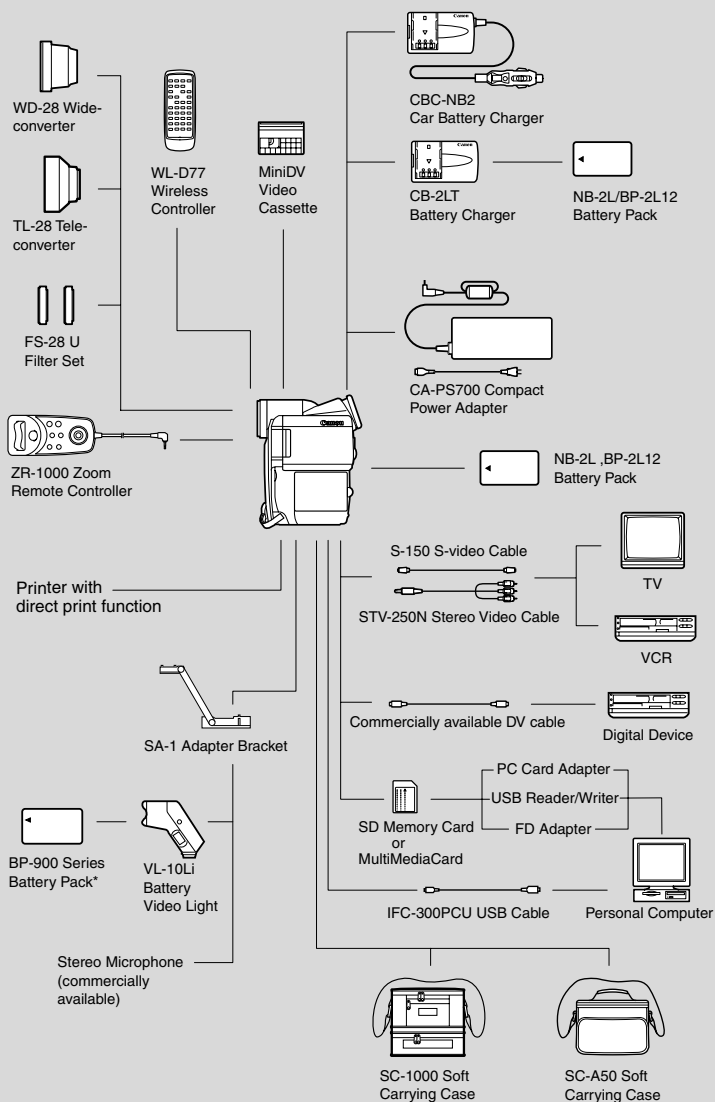 Canon
CBC-NB2
Car Battery Charger
WD-28 Wide-
converter
WL-D77
Wireless
Controller
MiniDV
Video
Cassette
Canon
CB-2LT
Battery Charger
NB-2L/BP-2L12
Battery Pack
TL-28 Tele-
converter
FS-28 U
Filter Set
CA-PS700 Compact
Power Adapter
Canon
ZR-1000 Zoom
Remote Controller
NB-2L ,BP-2L12
Battery Pack
S-150 S-video Cable
STV-250N Stereo Video Cable
TV
VCR
Printer with
direct print function
SA-1 Adapter Bracket
Commercially available DV cable
Digital Device
PC Card Adapter
USB Reader/Writer
FD Adapter
SD Memory Card
or
MultiMediaCard
BP-900 Series
Battery Pack*
VL-10Li
Battery
Video Light
IFC-300PCU USB Cable
Personal Computer
Stereo Microphone
(commercially
available)
SC-1000 Soft
Carrying Case
SC-A50 Soft
Carrying Case